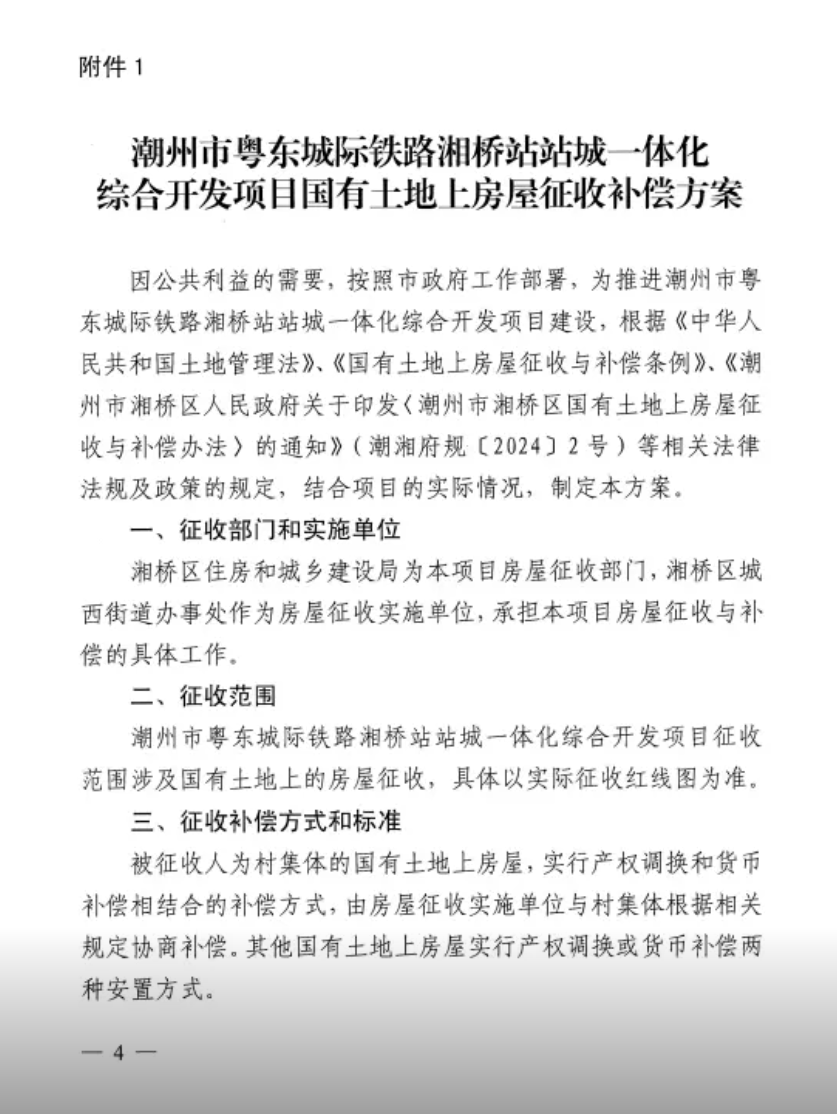 附件 1
潮州市粤东城际铁路湘桥站站城一体化
综合开发项目国有土地上房屋征收补偿方案
因公共利益的需要，按照市政府工作部署，为推进潮州市粤
东城际铁路湘桥站站城一体化综合开发项目建设，根据《中华人
民共和国土地管理法》、《国有土地上房屋征收与补偿条例》、《潮
州市湘桥区人民政府关于印发〈潮州市湘桥区国有土地上房屋征
收与补偿办法〉的通知》（潮湘府规〔2024〕2 号）等相关法律
法规及政策的规定，结合项目的实际情况，制定本方案。
一、征收部门和实施单位
湘桥区住房和城乡建设局为本项目房屋征收部门，湘桥区城
西街道办事处作为房屋征收实施单位，承担本项目房屋征收与补
偿的具体工作。
二、征收范围
潮州市粤东城际铁路湘桥站站城一体化综合开发项目征收
范围涉及国有土地上的房屋征收，具体以实际征收红线图为准。
三、征收补偿方式和标准
被征收人为村集体的国有土地上房屋，实行产权调换和货币
补偿相结合的补偿方式，由房屋征收实施单位与村集体根据相关
规定协商补偿。其他国有土地上房屋实行产权调换或货币补偿两
种安置方式。
— 4 —